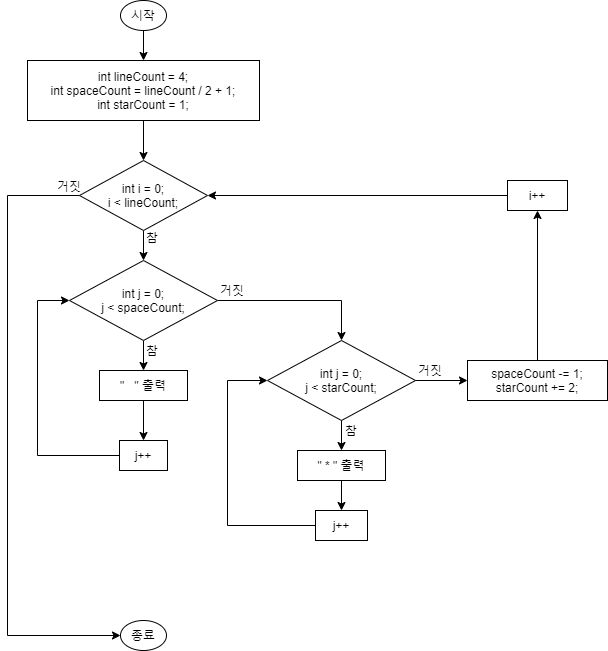 시작
int lineCount = 4;
int spaceCount = lineCount / 2 + 1;
int starCount = 1;
거짓
int i = 0;
i < lineCount;
i++
참
int j = 0;
j < spaceCount;
거짓
참
" " 출력
j++
int j = 0;
j < starCount;
거짓
spaceCount -= 1;
starCount += 2;
참
" * " 출력
j++
종료